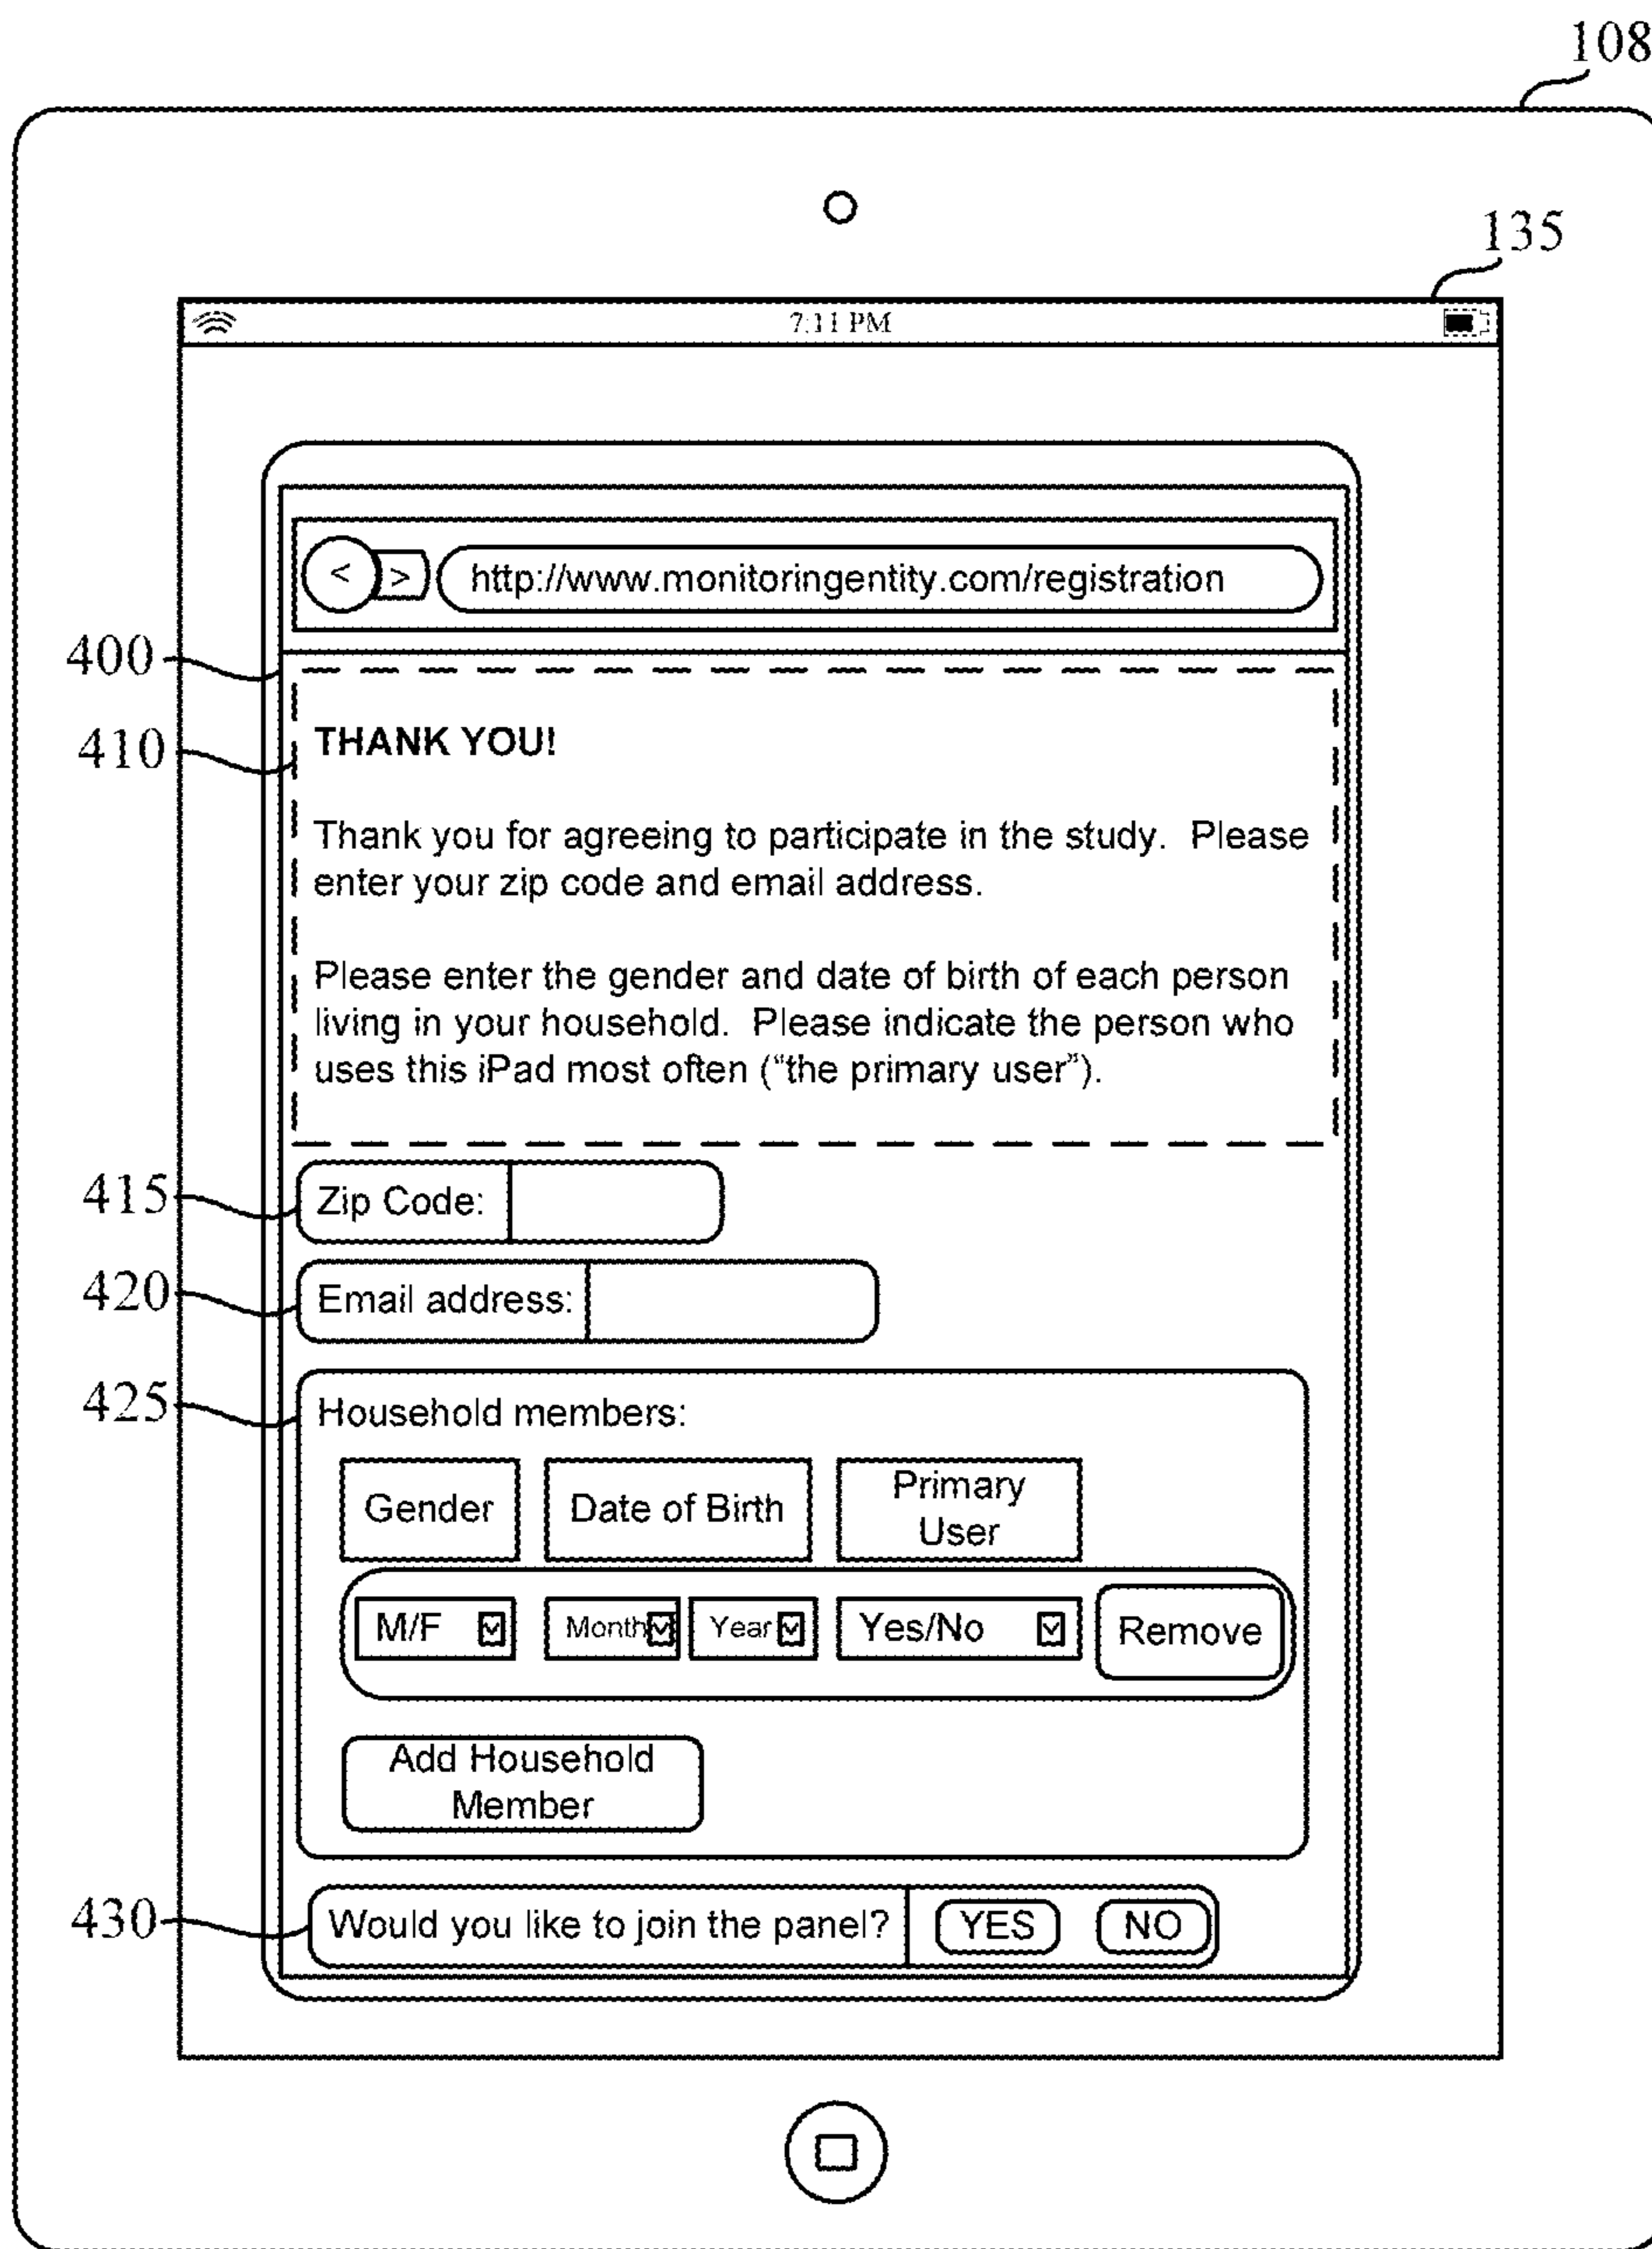 108
135
7:11 PM
< > http://www.monitoringentity.com/registration
400
410
THANK YOU!
Thank you for agreeing to participate in the study. Please
enter your zip code and email address.
Please enter the gender and date of birth of each person
living in your household. Please indicate the person who
uses this iPad most often (“the primary user”).
415
Zip Code:
420
Email address:
425
Household members:
Gender
Date of Birth
Primary
User
M/F Month Year Yes/No Remove
Add Household
Member
430
Would you like to join the panel? YES NO